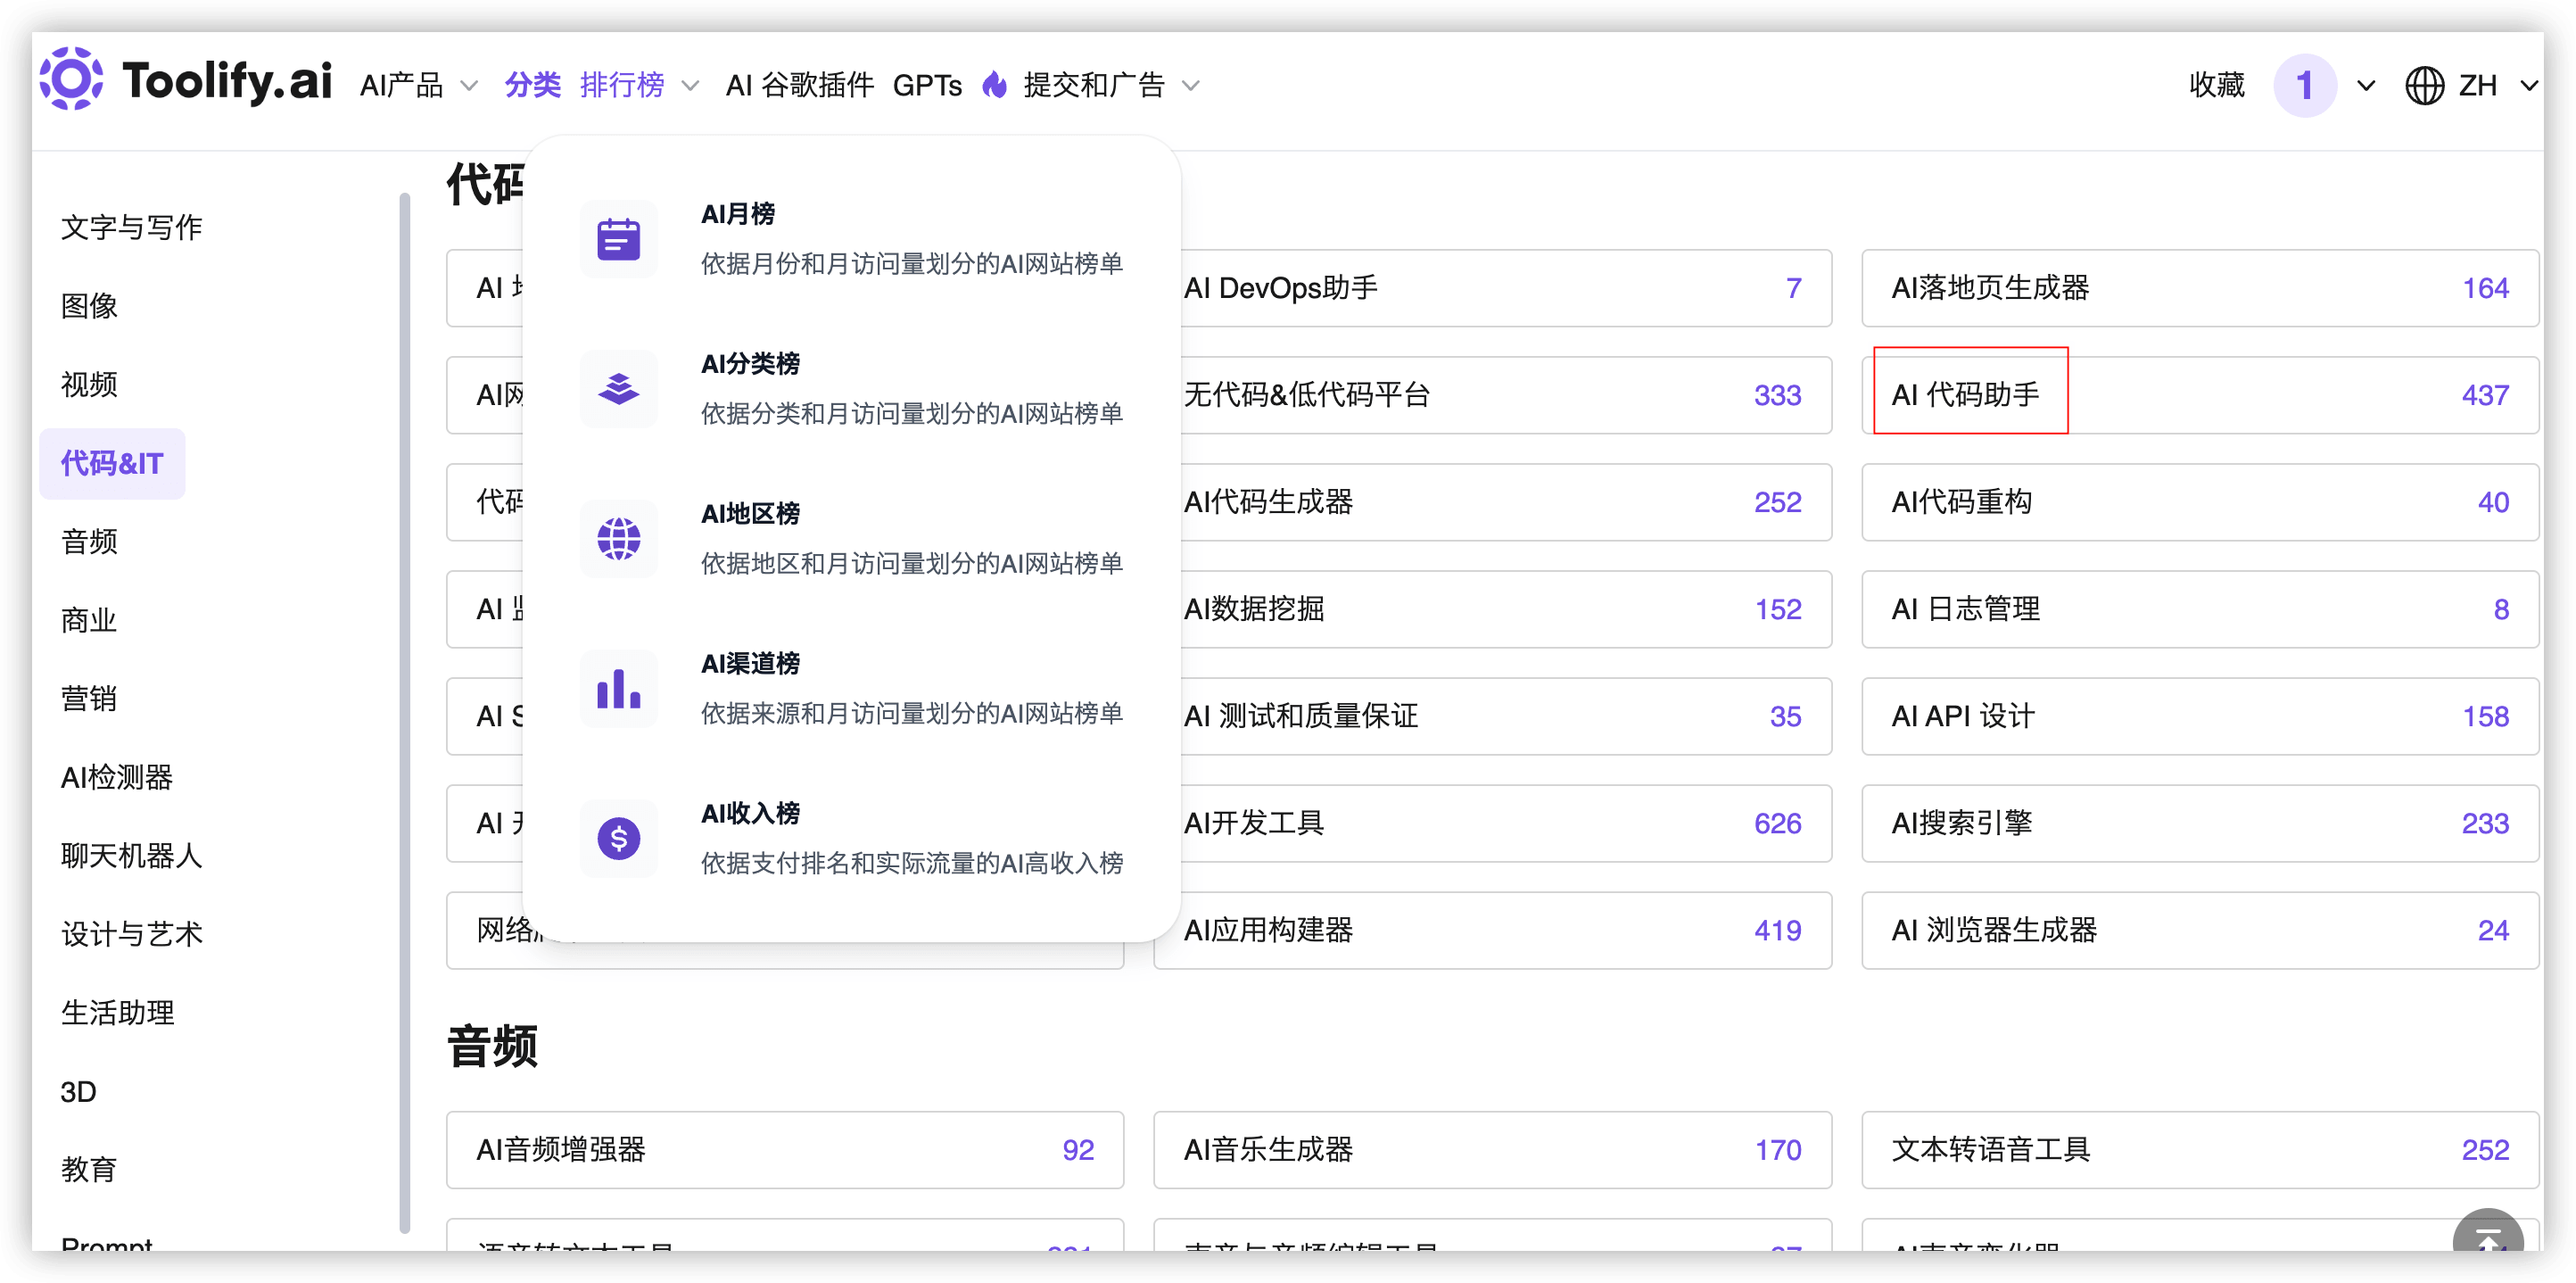 Toolify.ai AI产品 分类 排行榜 AI 谷歌插件 GPTs 提交和广告 收藏 1 ZH
文字与写作
图像
视频
代码&IT
音频
商业
营销
AI检测器
聊天机器人
设计与艺术
生活助理
3D
教育
Prompt
AI月榜
依据月份和月访问量划分的AI网站榜单
AI分类榜
依据分类和月访问量划分的AI网站榜单
AI地区榜
依据地区和月访问量划分的AI网站榜单
AI渠道榜
依据来源和月访问量划分的AI网站榜单
AI收入榜
依据支付排名和实际流量的AI高收入榜
代码
AI
AI DevOps助手 7
AI落地页生成器 164
AI网
无代码&低代码平台 333
AI 代码助手 437
代码
AI代码生成器 252
AI代码重构 40
AI
AI数据挖掘 152
AI 日志管理 8
AI S
AI 测试和质量保证 35
AI API 设计 158
AI
AI开发工具 626
AI搜索引擎 233
网络
AI应用构建器 419
AI 浏览器生成器 24
音频
AI音频增强器 92
AI音乐生成器 170
文本转语音工具 252